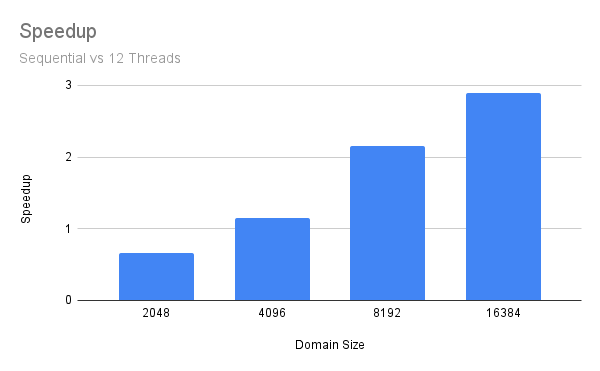 Speedup
Sequential vs 12 Threads
3
2
1
0
Speedup
2048 4096 8192 16384
Domain Size